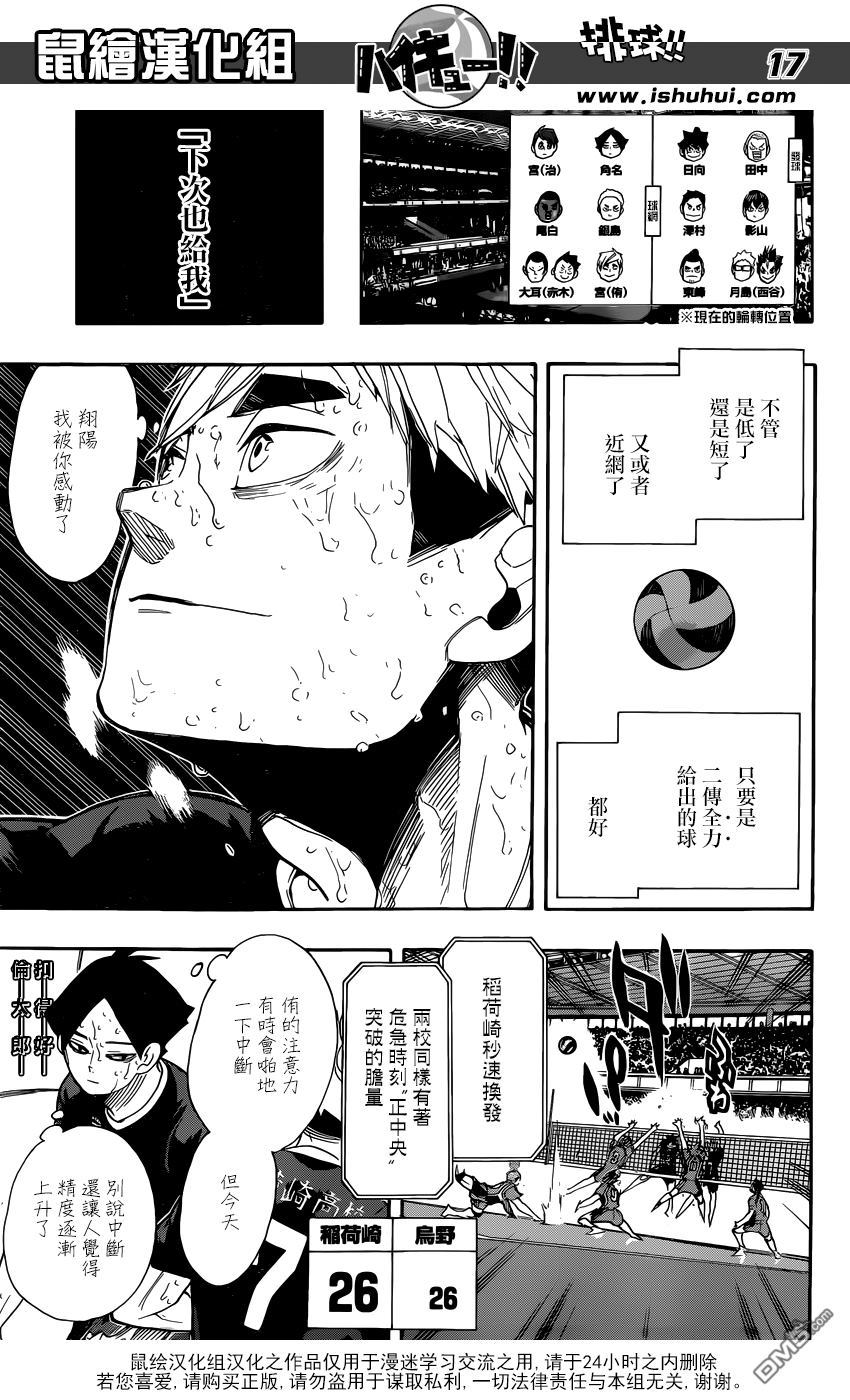 鼠繪漢化組
ハイキュー!!
排球!!
17
www.ishuhui.com
發球
宮(治)
角名
日向
田中
球網
尾白
銀島
澤村
影山
大耳(赤木)
宮(侑)
東峰
月島(西谷)
※現在的輪轉位置
「下次也給我」
不管
是低了
還是短了
又或者
近網了
只要是
二傳全力
給出的球
都好
翔陽
我被你感動了
稻荷崎秒速換發
兩校同樣有著
危急時刻“正中央”
突破的膽量
稲荷崎
烏野
26
26
侑的注意力
有時會啪地
一下中斷
但今天
扣得好——
倫太郎——
別說中斷
還讓人覺得
精度逐漸
上升了
崎高
7
鼠绘汉化组汉化之作品仅用于漫迷学习交流之用, 请于24小时之内删除
若您喜爱, 请购买正版, 请勿盗用于谋取私利, 一切法律责任与本组无关, 谢谢.
DM5.com